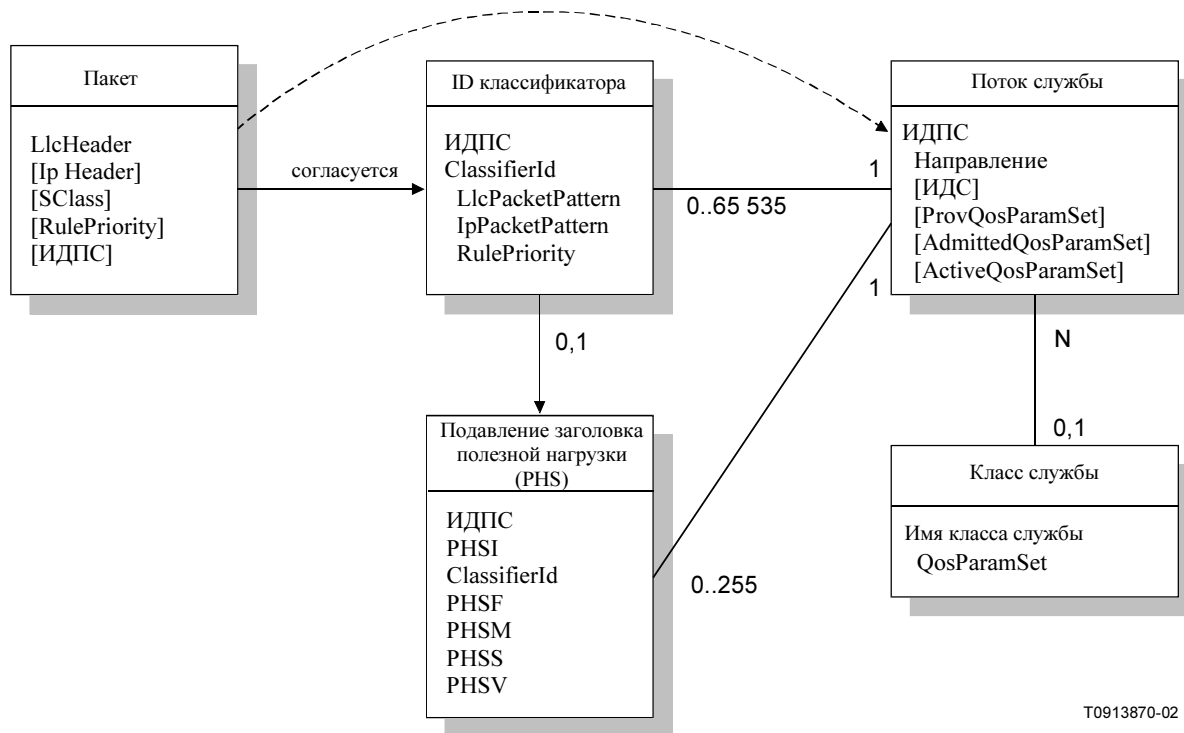 Пакет
LlcHeader
[Ip Header]
[SClass]
[RulePriority]
[ИДПС]
согласуется
ID классификатора
ИДПС
ClassifierId
LlcPacketPattern
IpPacketPattern
RulePriority
0..65 535
1
Поток службы
ИДПС
Направление
[ИДС]
[ProvQosParamSet]
[AdmittedQosParamSet]
[ActiveQosParamSet]
1
0,1
N
0,1
Подавление заголовка
полезной нагрузки
(PHS)
ИДПС
PHSI
ClassifierId
PHSF
PHSM
PHSS
PHSV
0..255
Класс службы
Имя класса службы
QosParamSet
T0913870-02